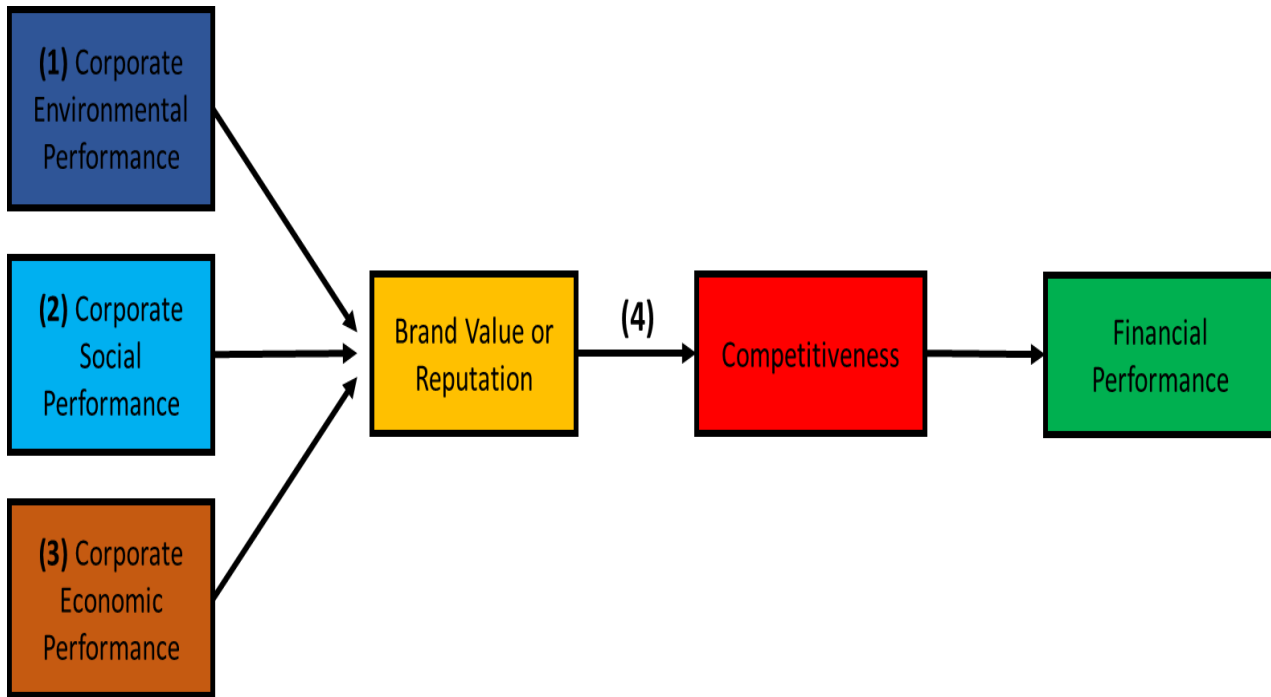 (1) Corporate
Environmental
Performance
(2) Corporate
Social
Performance
(3) Corporate
Economic
Performance
Brand Value or
Reputation
(4)
Competitiveness
Financial
Performance